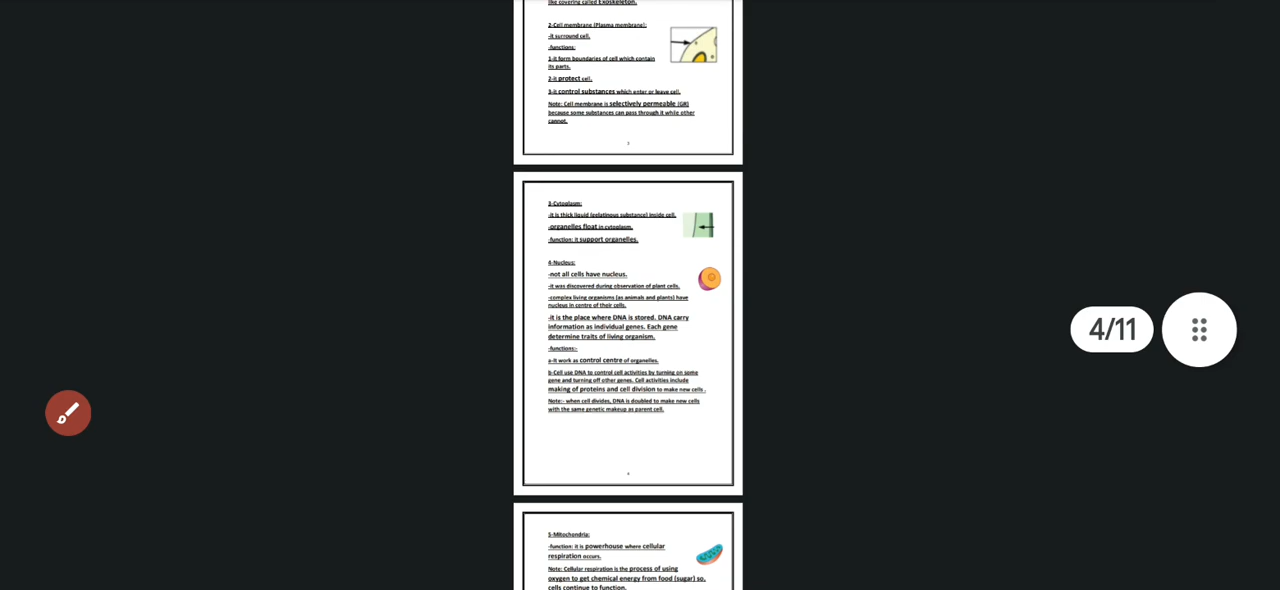 like covering called Exoskeleton.
2-Cell membrane (Plasma membrane):
-it surround cell.
-functions:
1-it form boundaries of cell which contain
its parts.
2-it protect cell.
3-it control substances which enter or leave cell.
Note: Cell membrane is selectively permeable (GR)
because some substances can pass through it while other
cannot.
3
3-Cytoplasm:
-it is thick liquid (gelatinous substance) inside cell.
-organelles float in cytoplasm.
-function: it support organelles.
4-Nucleus:
-not all cells have nucleus.
-it was discovered during observation of plant cells.
-complex living organisms (as animals and plants) have
nucleus in centre of their cells.
-it is the place where DNA is stored. DNA carry
information as individual genes. Each gene
determine traits of living organism.
-functions:-
a-It work as control centre of organelles.
b-Cell use DNA to control cell activities by turning on some
gene and turning off other genes. Cell activities include
making of proteins and cell division to make new cells .
Note:- when cell divides, DNA is doubled to make new cells
with the same genetic makeup as parent cell.
4
4/11
5-Mitochondria:
-function: it is powerhouse where cellular
respiration occurs.
Note: Cellular respiration is the process of using
oxygen to get chemical energy from food (sugar) so,
cells continue to function.